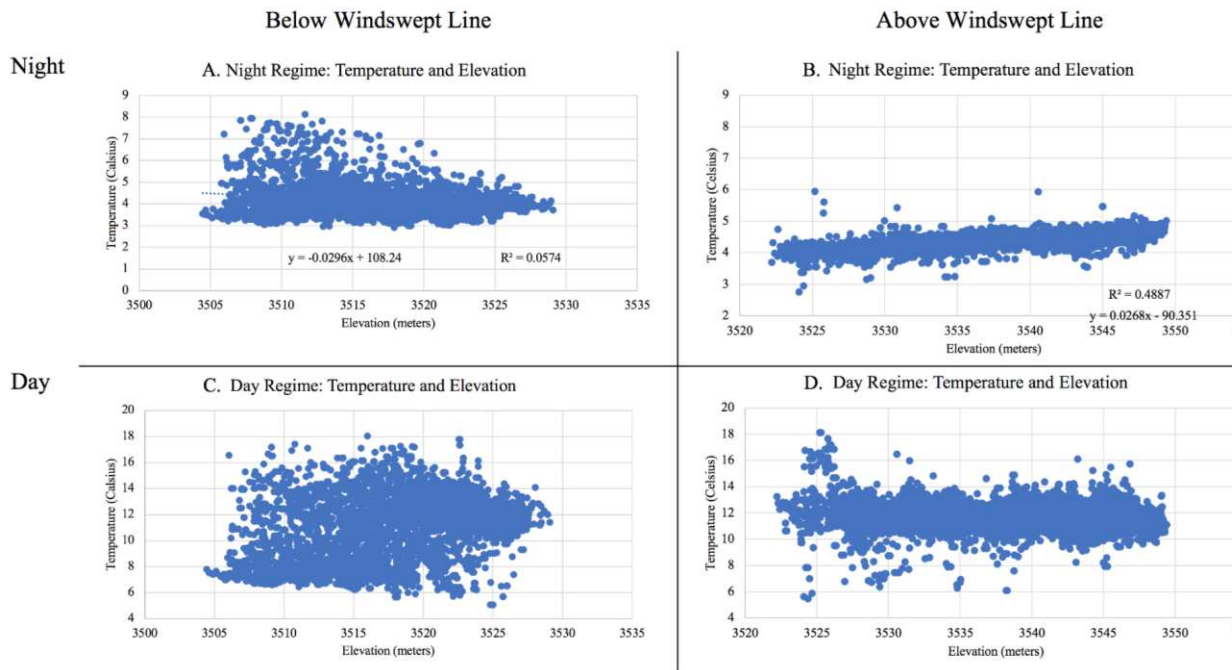 Below Windswept Line
Above Windswept Line
Night
A. Night Regime: Temperature and Elevation
9
8
7
6
5
4
3
2
1
0
Temperature (Calsius)
y = -0.0296x + 108.24
R² = 0.0574
3500 3505 3510 3515 3520 3525 3530 3535
Elevation (meters)
B. Night Regime: Temperature and Elevation
9
8
7
6
5
4
3
2
Temperature (Celsius)
R² = 0.4887
y = 0.0268x - 90.351
3520 3525 3530 3535 3540 3545 3550
Elevation (meters)
Day
C. Day Regime: Temperature and Elevation
20
18
16
14
12
10
8
6
4
Temperature (Calsius)
3500 3505 3510 3515 3520 3525 3530 3535
Elevation (meters)
D. Day Regime: Temperature and Elevation
20
18
16
14
12
10
8
6
4
Temperature (Celsius)
3520 3525 3530 3535 3540 3545 3550
Elevation (meters)